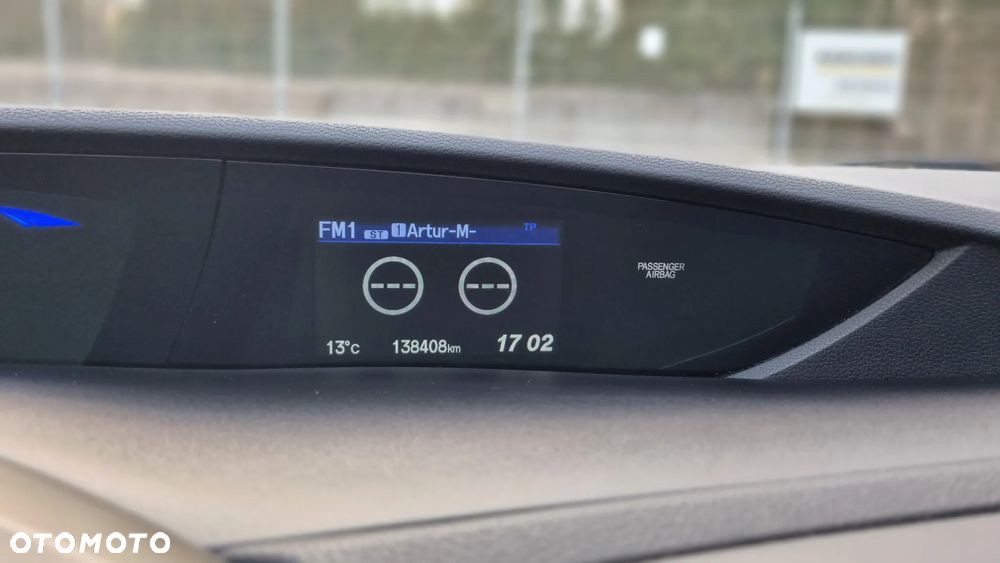 FM1 ST 1 Artur-M- TP
--- ---
13°c 138408km 17 02
PASSENGER
AIRBAG
OTOMOTO